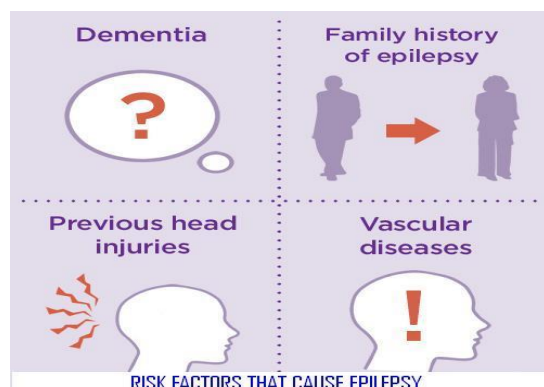 Dementia
?
Family history
of epilepsy
Previous head
injuries
Vascular
diseases
!
RISK FACTORS THAT CAUSE EPILEPSY